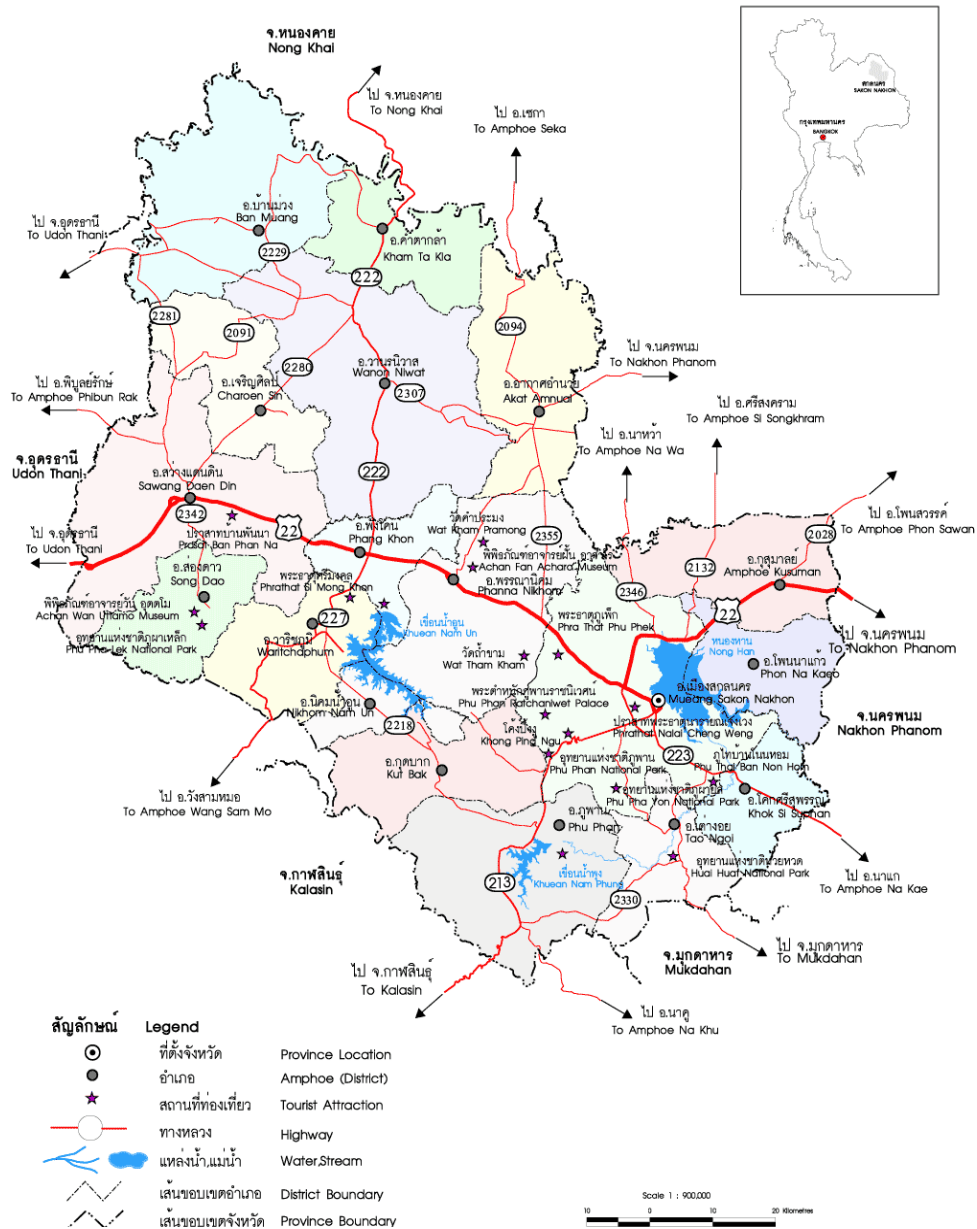 จ.หนองคาย
Nong Khai
ไป จ.หนองคาย
To Nong Khai
ไป อ.เซกา
To Amphoe Seka
สกลนคร
SAKON NAKHON
กรุงเทพมหานคร
BANGKOK
อ.บ้านม่วง
Ban Muang
ไป จ.อุดรธานี
To Udon Thani
2229
อ.คำตากล้า
Kham Ta Kla
222
2281
2091
2280
2094
อ.วานรนิวาส
Wanon Niwat
2307
ไป จ.นครพนม
To Nakhon Phanom
ไป อ.พิบูลย์รักษ์
To Amphoe Phibun Rak
อ.เจริญศิลป์
Charoen Sin
อ.อากาศอำนวย
Akat Amnuai
ไป อ.ศรีสงคราม
To Amphoe Si Songkhram
ไป อ.นาหว้า
To Amphoe Na Wa
จ.อุดรธานี
Udon Thani
อ.สว่างแดนดิน
Sawang Daen Din
222
2342
22
ปราสาทบ้านพันนา
Prasat Ban Phan Na
อ.พังโคน
Phang Khon
วัดคำประมง
Wat Kham Pramong
2355
ไป อ.โพนสวรรค์
To Amphoe Phon Sawan
2028
ไป จ.อุดรธานี
To Udon Thani
อ.ส่องดาว
Song Dao
พระธาตุศรีมงคล
Phrathat Si Mong Khon
พิพิธภัณฑ์อาจารย์ฝั้น อาจาโร
Achan Fan Achara Museum
อ.พรรณานิคม
Phanna Nikhom
2132
อ.กุสุมาลย์
Amphoe Kusuman
2346
พิพิธภัณฑ์อาจารย์วัน อุตตโม
Achan Wan Uttamo Museum
อุทยานแห่งชาติภูผาเหล็ก
Phu Pha Lek National Park
227
อ.วาริชภูมิ
Waritchaphum
เขื่อนน้ำอูน
Khuean Nam Un
พระธาตุภูเพ็ก
Phra That Phu Phek
22
หนองหาน
Nong Han
ไป จ.นครพนม
To Nakhon Phanom
วัดถ้ำขาม
Wat Tham Kham
อ.โพนนาแก้ว
Phon Na Kaeo
อ.เมืองสกลนคร
Mueang Sakon Nakhon
อ.นิคมน้ำอูน
Nikhom Nam Un
พระตำหนักภูพานราชนิเวศน์
Phu Phan Ratchaniwet Palace
ปราสาทพระธาตุนารายณ์เจงเวง
Phrathat Nalai Cheng Weng
จ.นครพนม
Nakhon Phanom
2218
โค้งปิ้งงู
Khong Ping Ngu
223
ภูไทบ้านโนนหอม
Phu Thai Ban Non Hom
อุทยานแห่งชาติภูพาน
Phu Phan National Park
อ.กุดบาก
Kut Bak
อุทยานแห่งชาติภูผายล
Phu Pha Yon National Park
อ.โคกศรีสุพรรณ
Khok Si Suphan
ไป อ.วังสามหมอ
To Amphoe Wang Sam Mo
อ.ภูพาน
Phu Phan
อ.เต่างอย
Tao Ngoi
เขื่อนน้ำพุง
Khuean Nam Phung
อุทยานแห่งชาติห้วยหวด
Huai Huat National Park
จ.กาฬสินธุ์
Kalasin
213
2330
ไป อ.นาแก
To Amphoe Na Kae
ไป จ.มุกดาหาร
To Mukdahan
จ.มุกดาหาร
Mukdahan
ไป จ.กาฬสินธุ์
To Kalasin
ไป อ.นาคู
To Amphoe Na Khu
สัญลักษณ์ Legend
ที่ตั้งจังหวัด Province Location
อำเภอ Amphoe (District)
สถานที่ท่องเที่ยว Tourist Attraction
ทางหลวง Highway
แหล่งน้ำ,แม่น้ำ Water,Stream
เส้นขอบเขตอำเภอ District Boundary
เส้นขอบเขตจังหวัด Province Boundary
Scale 1 : 900,000
10 0 10 20 Kilometres